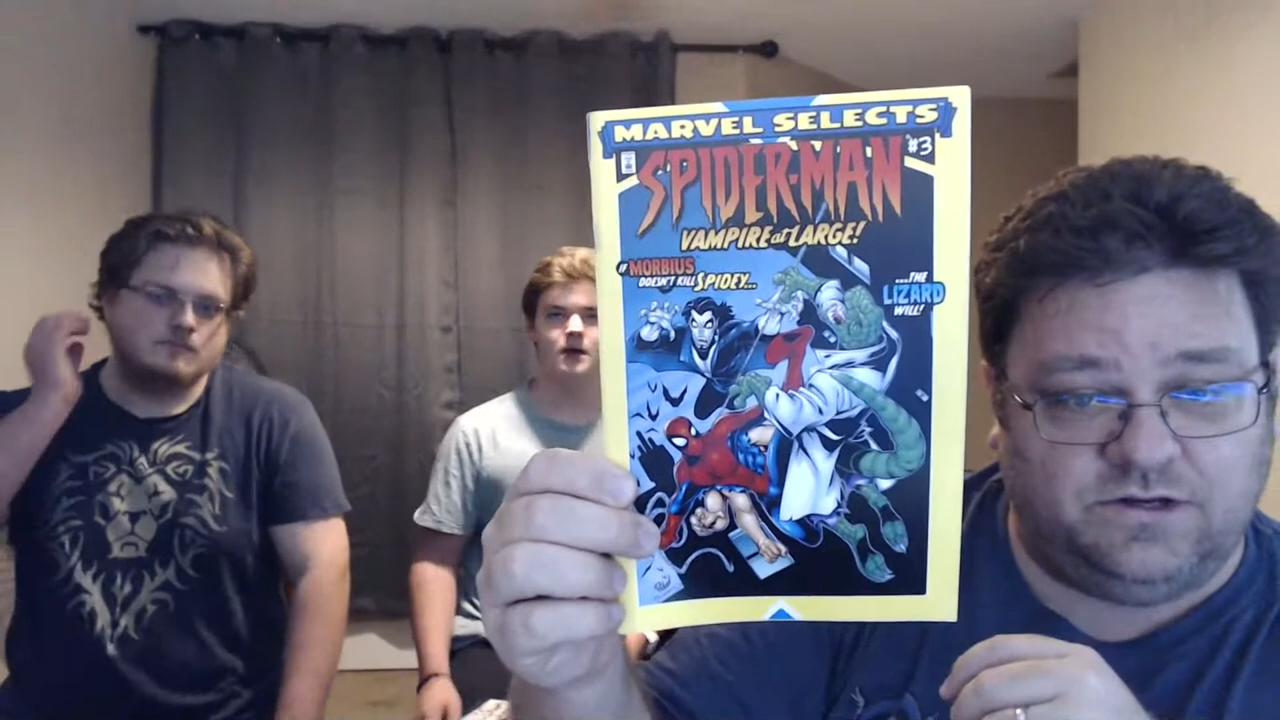 MARVEL SELECTS
#3
SPIDER-MAN
VAMPIRE at LARGE!
IF MORBIUS
DOESN'T KILL SPIDEY...
...THE
LIZARD
WILL!